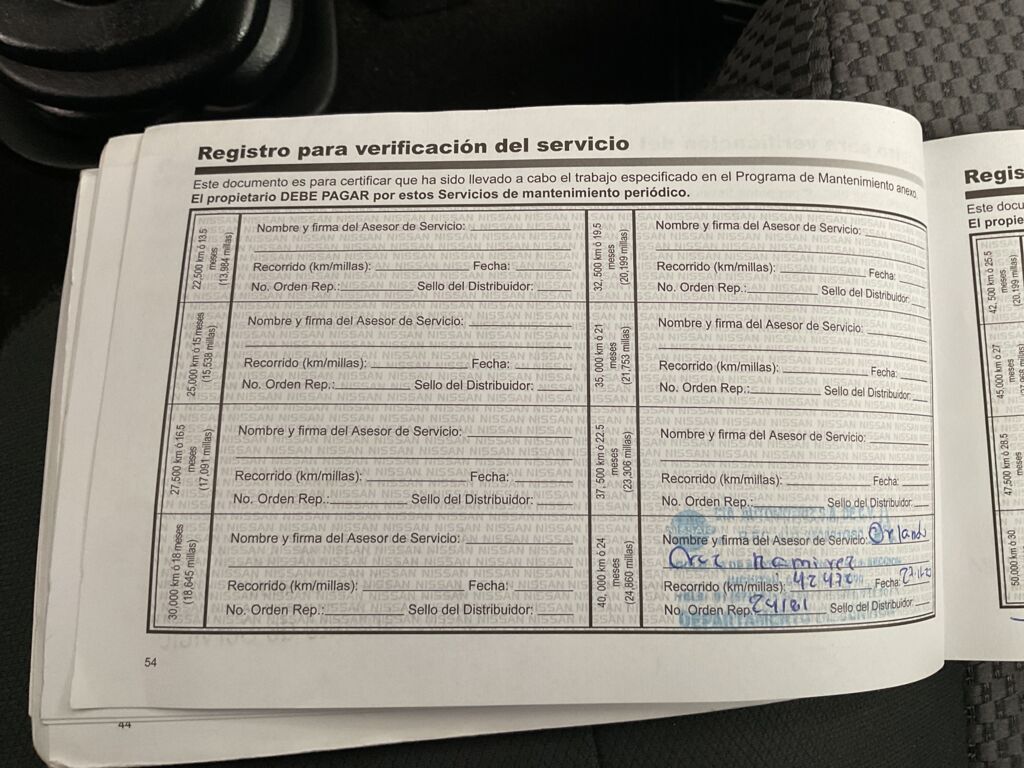 Registro para verificación del servicio
Este documento es para certificar que ha sido llevado a cabo el trabajo especificado en el Programa de Mantenimiento anexo.
El propietario DEBE PAGAR por estos Servicios de mantenimiento periódico.
22,500 km ó 13.5
meses
(13,984 millas)
Nombre y firma del Asesor de Servicio:
Recorrido (km/millas): Fecha:
No. Orden Rep.: Sello del Distribuidor:
25,000 km ó 15 meses
(15,538 millas)
Nombre y firma del Asesor de Servicio:
Recorrido (km/millas): Fecha:
No. Orden Rep.: Sello del Distribuidor:
27,500 km ó 16.5
meses
(17,091 millas)
Nombre y firma del Asesor de Servicio:
Recorrido (km/millas): Fecha:
No. Orden Rep.: Sello del Distribuidor:
30,000 km ó 18 meses
(18,645 millas)
Nombre y firma del Asesor de Servicio:
Recorrido (km/millas): Fecha:
No. Orden Rep.: Sello del Distribuidor:
32,500 km ó 19.5
meses
(20,199 millas)
Nombre y firma del Asesor de Servicio:
Recorrido (km/millas): Fecha:
No. Orden Rep.: Sello del Distribuidor:
35,000 km ó 21
meses
(21,753 millas)
Nombre y firma del Asesor de Servicio:
Recorrido (km/millas): Fecha:
No. Orden Rep.: Sello del Distribuidor:
37,500 km ó 22.5
meses
(23,306 millas)
Nombre y firma del Asesor de Servicio:
Recorrido (km/millas): Fecha:
No. Orden Rep.: Sello del Distribuidor:
40,000 km ó 24
meses
(24,860 millas)
Nombre y firma del Asesor de Servicio: Orlando
Ramirez
Recorrido (km/millas): 42472 Fecha:
No. Orden Rep. 24181 Sello del Distribuidor:
DEPARTAMENTO
54
44
Regis
Este docu
El propie
42,500 km ó 25.5
meses
(20,199 millas)
45,000 km ó 27
meses
47,500 km ó 28.5
meses
50,000 km ó 30